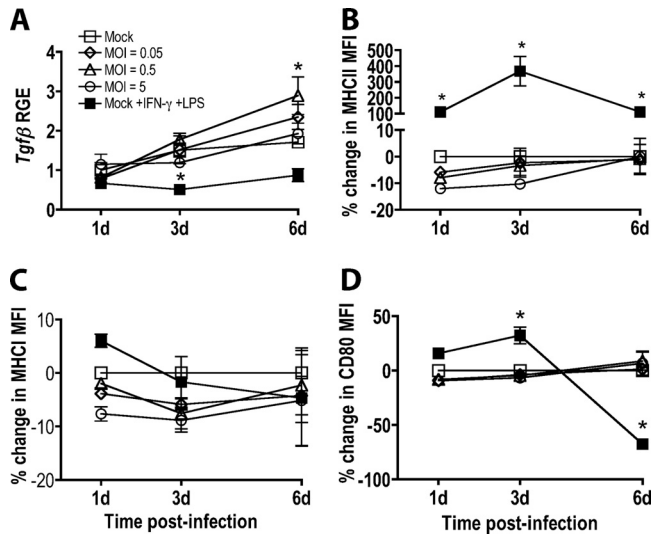 A
Tgfβ RGE
Mock
MOI = 0.05
MOI = 0.5
MOI = 5
Mock +IFN-γ +LPS
5
4
3
2
1
0
*
*
1d
3d
6d
B
% change in MHCII MFI
500
400
300
200
100
10
0
-10
-20
*
*
*
1d
3d
6d
C
% change in MHCI MFI
10
0
-10
-20
1d
3d
6d
Time post-infection
D
% change in CD80 MFI
50
0
-50
-100
*
*
1d
3d
6d
Time post-infection